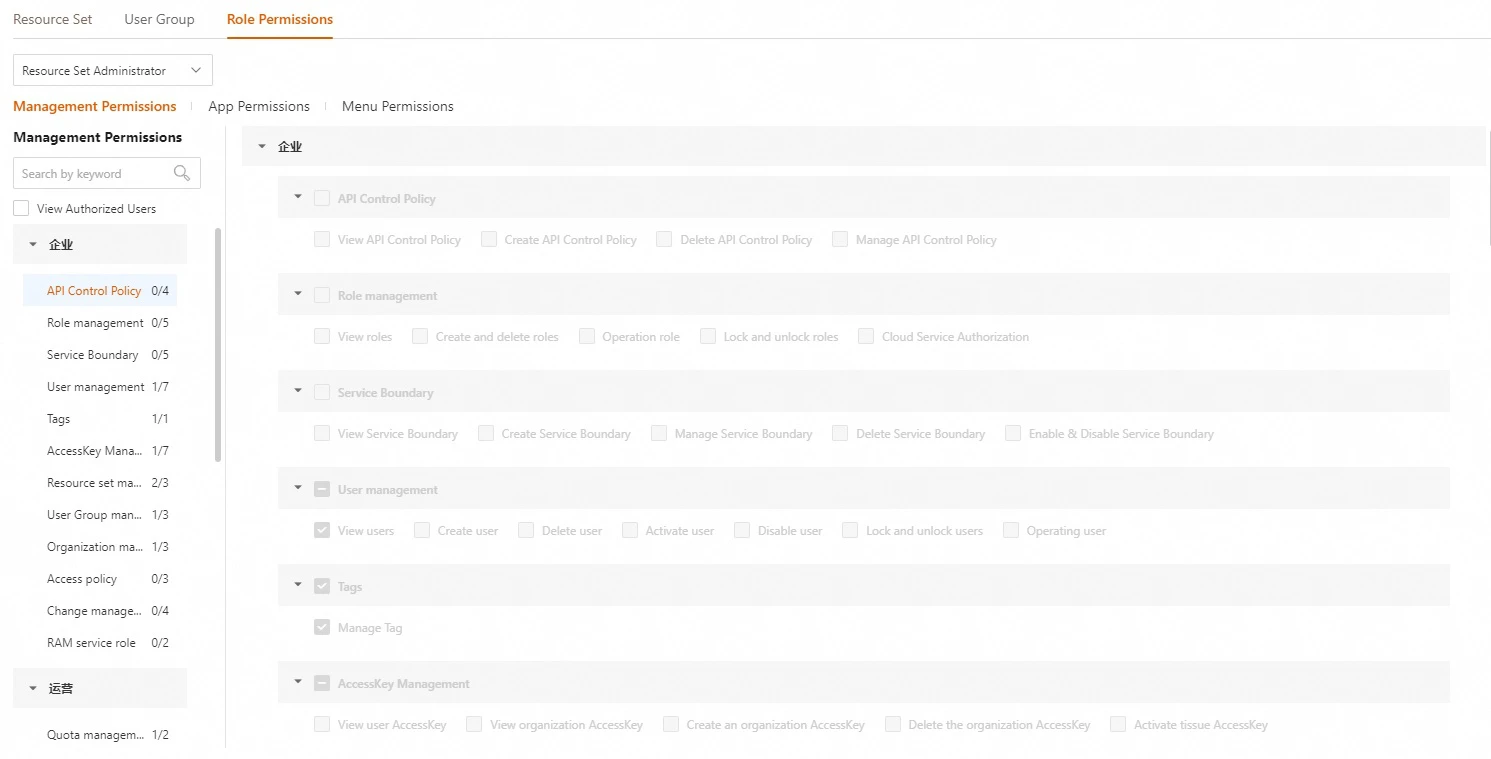 Resource Set User Group Role Permissions
Resource Set Administrator
Management Permissions App Permissions Menu Permissions
Management Permissions
Search by keyword
View Authorized Users
企业
API Control Policy 0/4
Role management 0/5
Service Boundary 0/5
User management 1/7
Tags 1/1
AccessKey Mana... 1/7
Resource set ma... 2/3
User Group man... 1/3
Organization ma... 1/3
Access policy 0/3
Change manage... 0/4
RAM service role 0/2
运营
Quota managem... 1/2
企业
API Control Policy
View API Control Policy Create API Control Policy Delete API Control Policy Manage API Control Policy
Role management
View roles Create and delete roles Operation role Lock and unlock roles Cloud Service Authorization
Service Boundary
View Service Boundary Create Service Boundary Manage Service Boundary Delete Service Boundary Enable & Disable Service Boundary
User management
View users Create user Delete user Activate user Disable user Lock and unlock users Operating user
Tags
Manage Tag
AccessKey Management
View user AccessKey View organization AccessKey Create an organization AccessKey Delete the organization AccessKey Activate tissue AccessKey